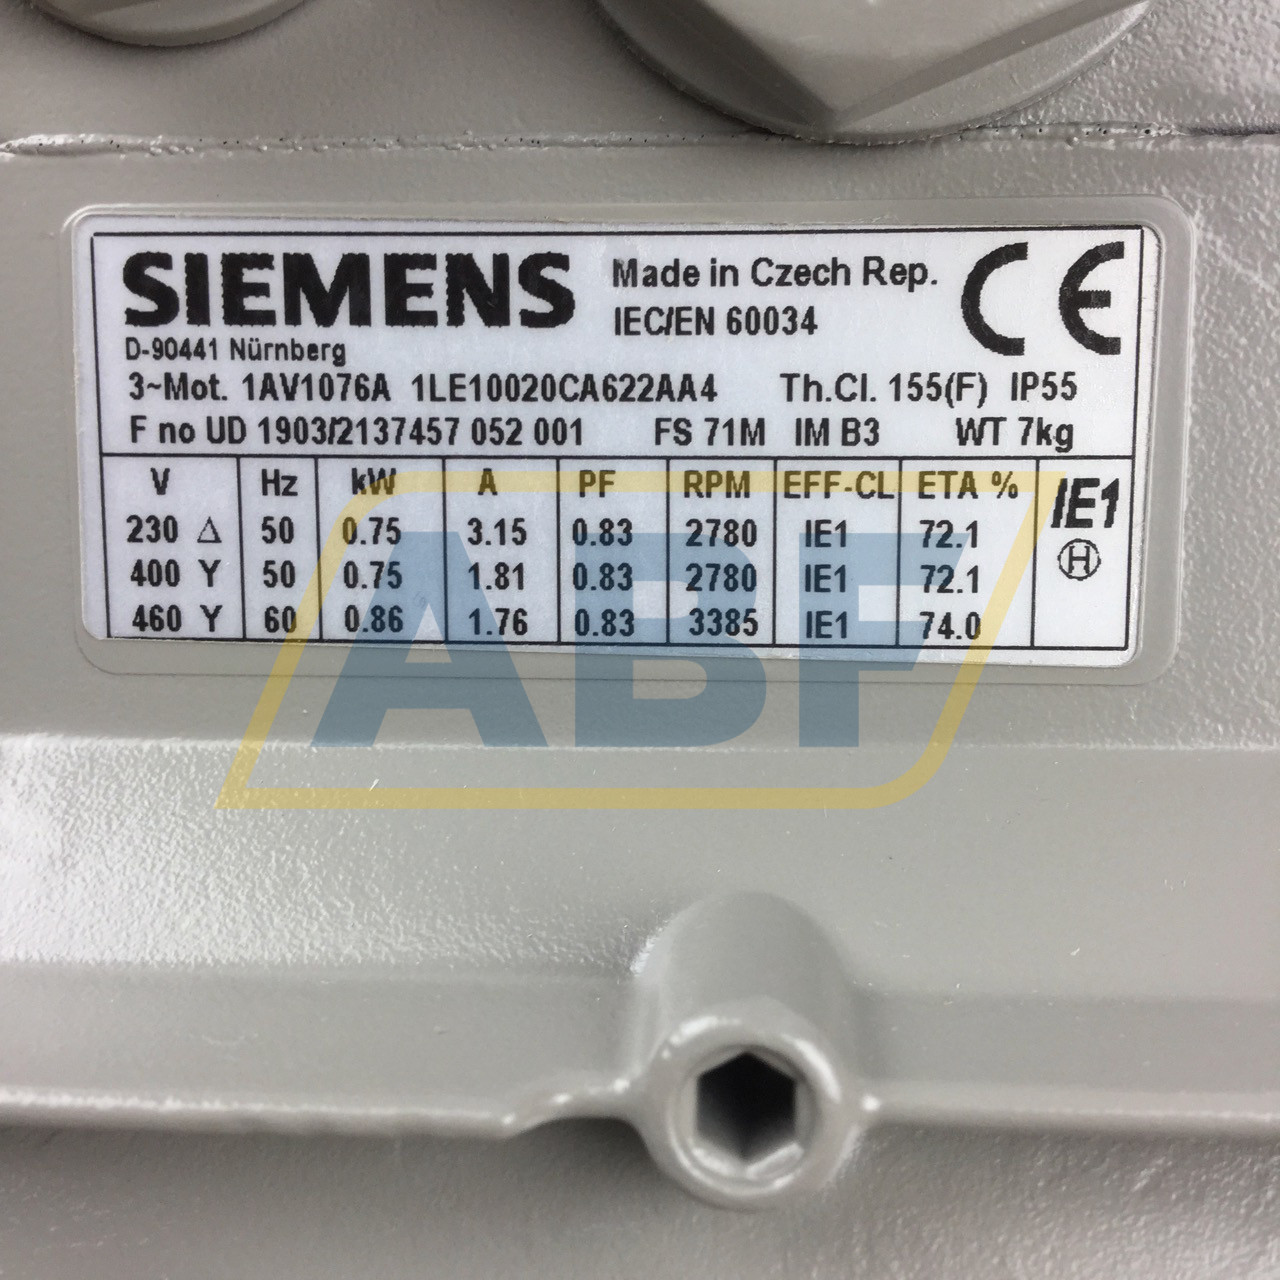 SIEMENS
Made in Czech Rep.
IEC/EN 60034
CE
D-90441 Nürnberg
3~Mot. 1AV1076A 1LE10020CA622AA4 Th.Cl. 155(F) IP55
F no UD 1903/2137457 052 001 FS 71M IM B3 WT 7kg
V Hz kW A PF RPM EFF-CL ETA %
230 Δ 50 0.75 3.15 0.83 2780 IE1 72.1
400 Y 50 0.75 1.81 0.83 2780 IE1 72.1
460 Y 60 0.86 1.76 0.83 3385 IE1 74.0
IE1
H
ABF